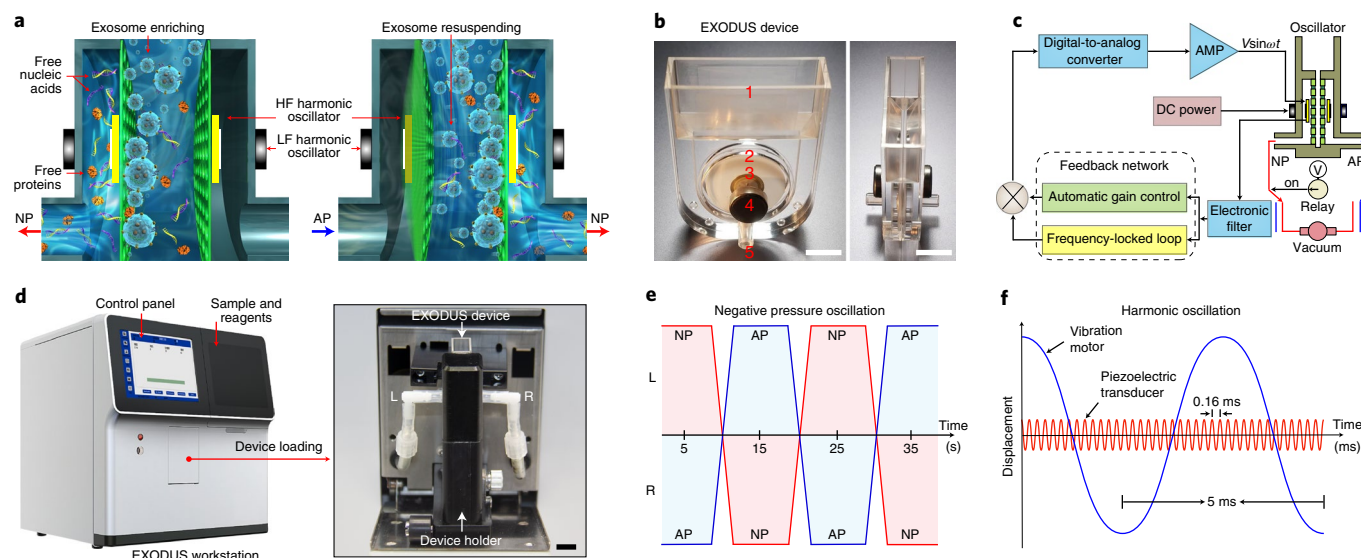 a
Exosome enriching
Exosome resuspending
Free
nucleic
acids
HF harmonic
oscillator
LF harmonic
oscillator
Free
proteins
NP
AP
NP
b
EXODUS device
1
2
3
4
5
c
Oscillator
Digital-to-analog
converter
AMP
Vsinωt
DC power
NP
AP
Feedback network
V
on
Relay
Automatic gain control
Electronic
filter
Frequency-locked loop
Vacuum
d
Control panel
Sample and
reagents
EXODUS device
L
R
Device loading
Device holder
EXODUS workstation
e
Negative pressure oscillation
NP
AP
NP
AP
L
Time
(s)
5
15
25
35
R
AP
NP
AP
NP
f
Harmonic oscillation
Vibration
motor
Piezoelectric
transducer
0.16 ms
Time
(ms)
Displacement
5 ms